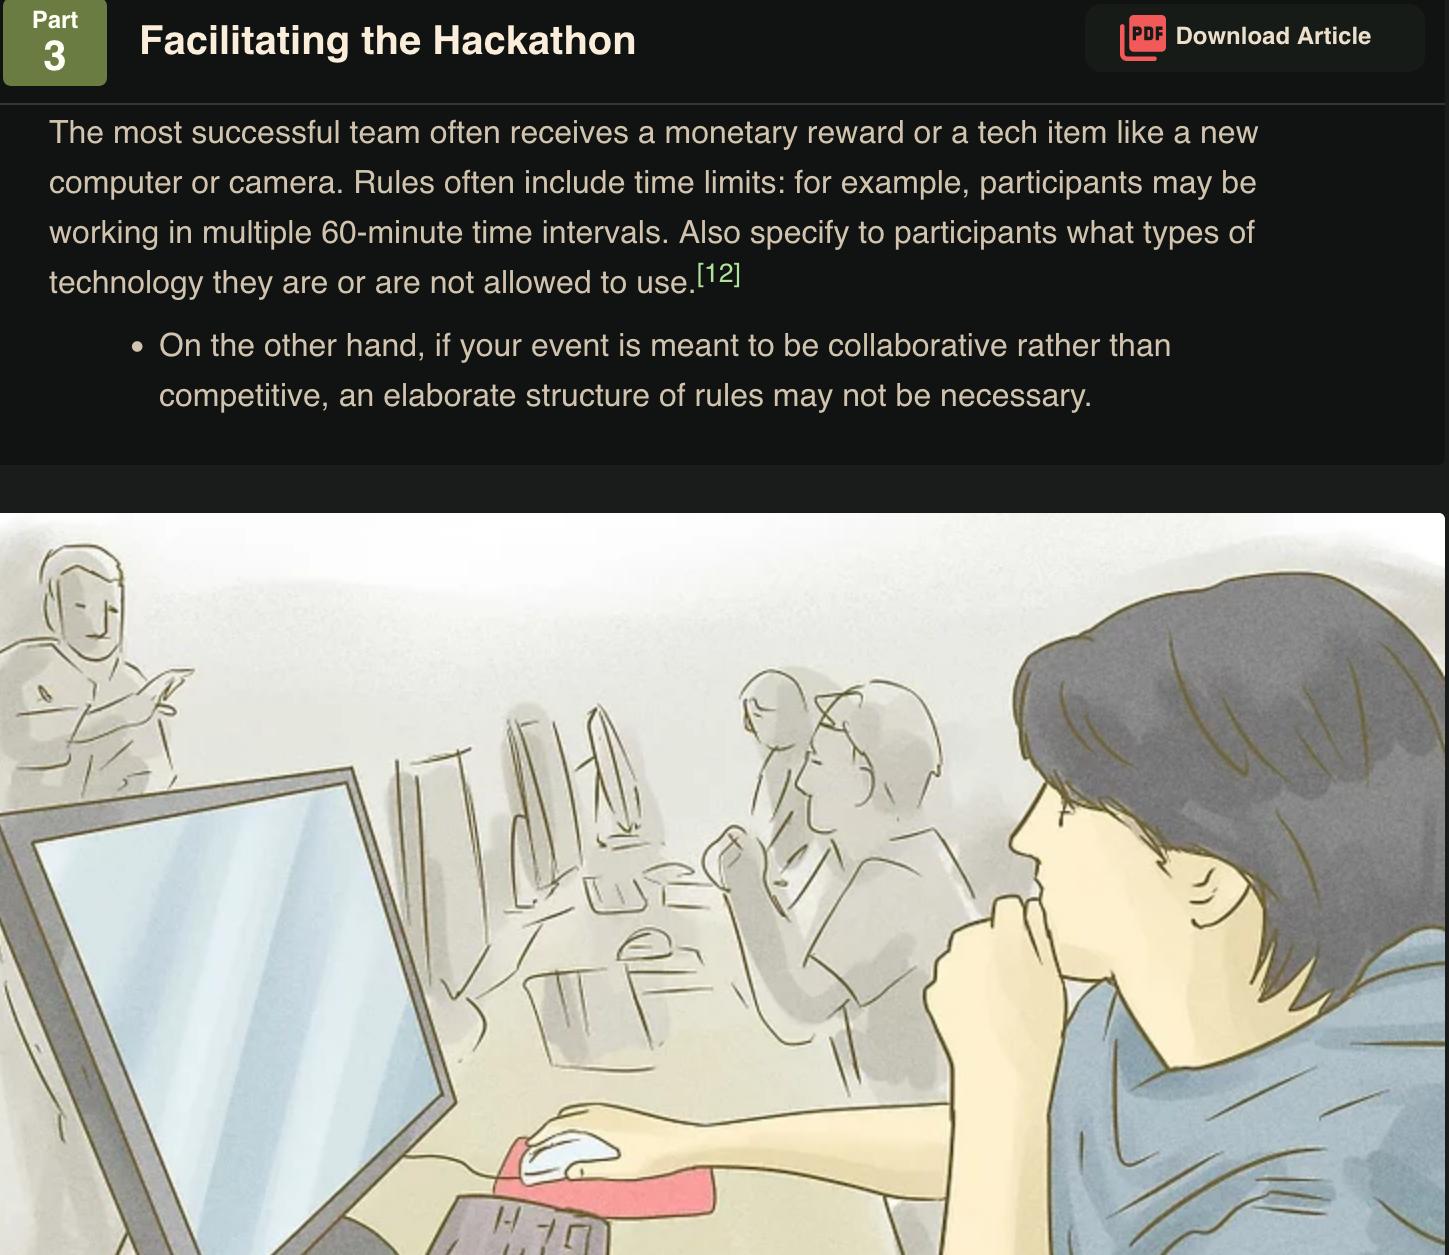 Part
3
Facilitating the Hackathon
PDF
Download Article
The most successful team often receives a monetary reward or a tech item like a new
computer or camera. Rules often include time limits: for example, participants may be
working in multiple 60-minute time intervals. Also specify to participants what types of
technology they are or are not allowed to use.[12]
• On the other hand, if your event is meant to be collaborative rather than
competitive, an elaborate structure of rules may not be necessary.